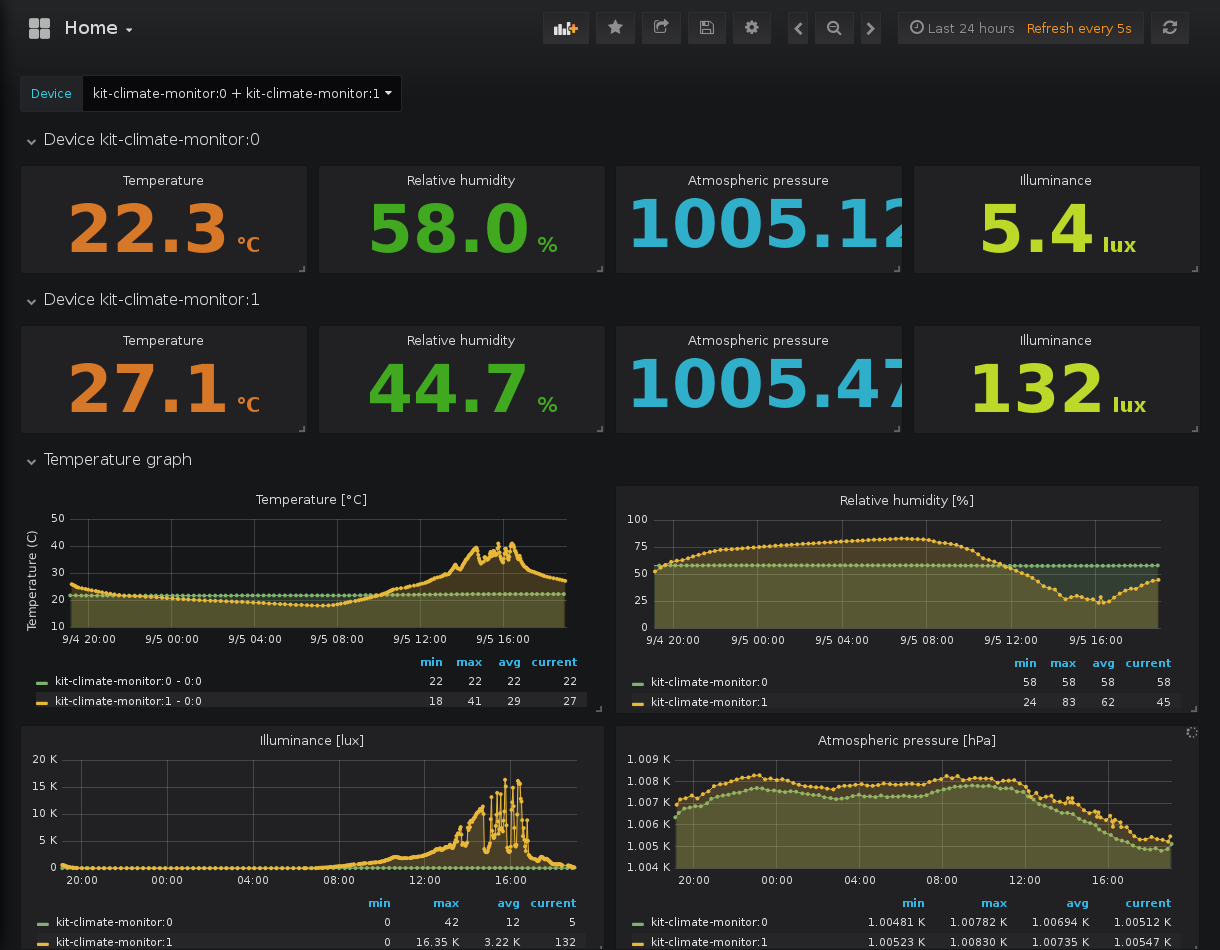 Home
Last 24 hours Refresh every 5s
Device kit-climate-monitor:0 + kit-climate-monitor:1
Device kit-climate-monitor:0
Temperature Relative humidity Atmospheric pressure Illuminance
22.3 °C 58.0 % 1005.12 5.4 lux
Device kit-climate-monitor:1
Temperature Relative humidity Atmospheric pressure Illuminance
27.1 °C 44.7 % 1005.47 132 lux
Temperature graph
Temperature [°C]
Temperature (C)
50
40
30
20
10
9/4 20:00 9/5 00:00 9/5 04:00 9/5 08:00 9/5 12:00 9/5 16:00
min max avg current
kit-climate-monitor:0 - 0:0 22 22 22 22
kit-climate-monitor:1 - 0:0 18 41 29 27
Relative humidity [%]
100
75
50
25
0
9/4 20:00 9/5 00:00 9/5 04:00 9/5 08:00 9/5 12:00 9/5 16:00
min max avg current
kit-climate-monitor:0 58 58 58 58
kit-climate-monitor:1 24 83 62 45
Illuminance [lux]
20 K
15 K
10 K
5 K
0
20:00 00:00 04:00 08:00 12:00 16:00
min max avg current
kit-climate-monitor:0 0 42 12 5
kit-climate-monitor:1 0 16.35 K 3.22 K 132
Atmospheric pressure [hPa]
1.009 K
1.008 K
1.007 K
1.006 K
1.005 K
1.004 K
20:00 00:00 04:00 08:00 12:00 16:00
min max avg current
kit-climate-monitor:0 1.00481 K 1.00782 K 1.00694 K 1.00512 K
kit-climate-monitor:1 1.00523 K 1.00830 K 1.00735 K 1.00547 K